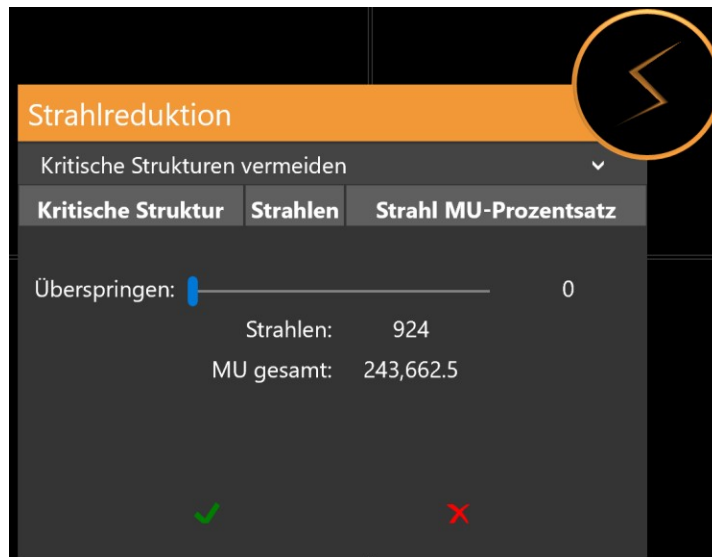 Strahlreduktion
Kritische Strukturen vermeiden
Kritische Struktur Strahlen Strahl MU-Prozentsatz
Überspringen: 0
Strahlen: 924
MU gesamt: 243,662.5